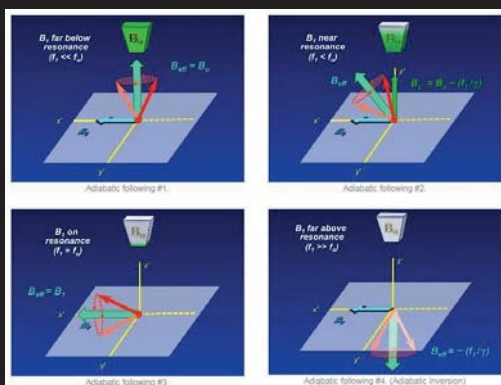 B₁ far below
resonance
(f₁ << f₀)
B₀
B_eff = B₀
x'
y'
Adiabatic following #1.
B₁ near
resonance
(f₁ < f₀)
z'
B_eff
B_z = B₀ – (f₁/γ)
x'
y'
Adiabatic following #2.
B₁ on
resonance
(f₁ = f₀)
B₀
z'
B_eff = B₁
x'
y'
Adiabatic following #3.
B₁ far above
resonance
(f₁ >> f₀)
B₀
z'
x'
B_eff = – (f₁/γ)
Adiabatic following #4. (Adiabatic inversion)